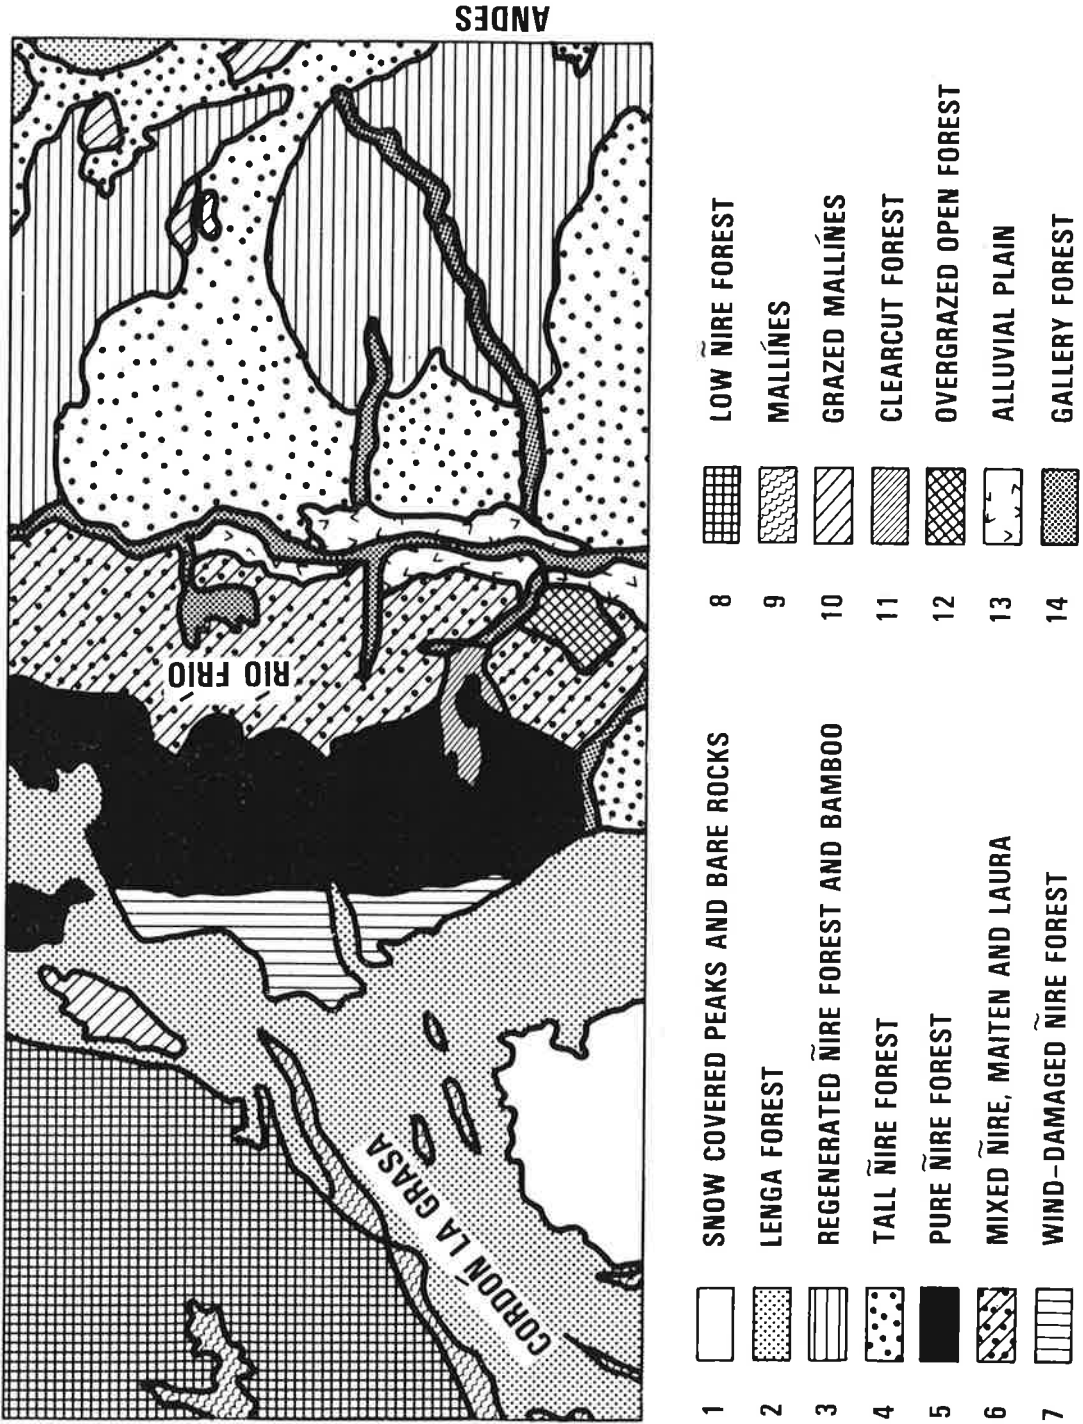 ANDES
RIO FRIO
CORDON LA GRASA
1 SNOW COVERED PEAKS AND BARE ROCKS
2 LENGA FOREST
3 REGENERATED ÑIRE FOREST AND BAMBOO
4 TALL ÑIRE FOREST
5 PURE ÑIRE FOREST
6 MIXED ÑIRE, MAITEN AND LAURA
7 WIND-DAMAGED ÑIRE FOREST
8 LOW ÑIRE FOREST
9 MALLÍNES
10 GRAZED MALLÍNES
11 CLEARCUT FOREST
12 OVERGRAZED OPEN FOREST
13 ALLUVIAL PLAIN
14 GALLERY FOREST